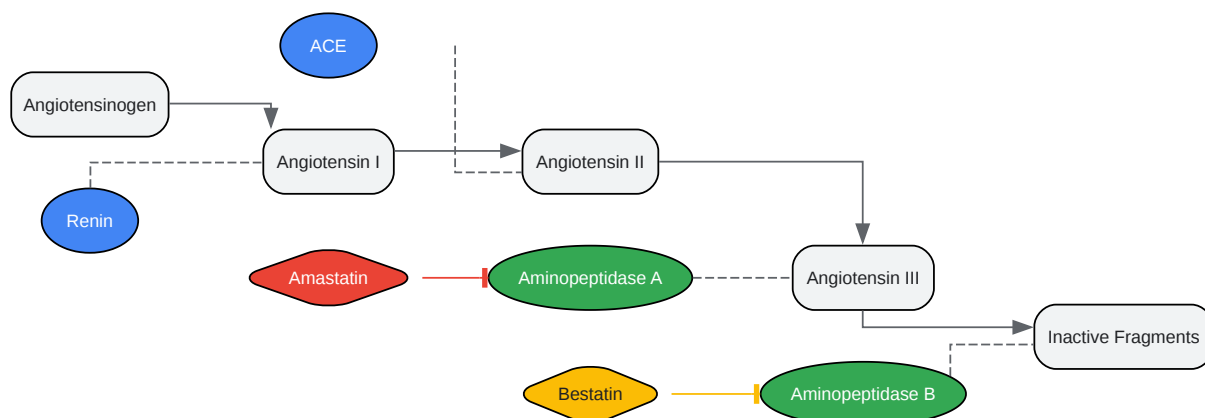 ACE
Angiotensinogen
Angiotensin I
Angiotensin II
Renin
Amastatin
Aminopeptidase A
Angiotensin III
Inactive Fragments
Bestatin
Aminopeptidase B